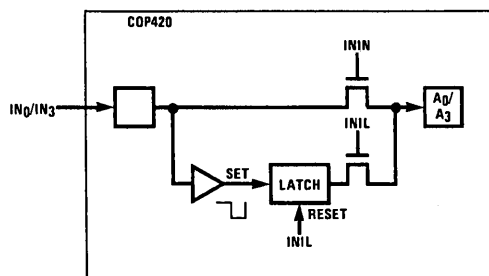 COP420
ININ
IN0/IN3
A0/
A3
INIL
SET
LATCH
RESET
INIL